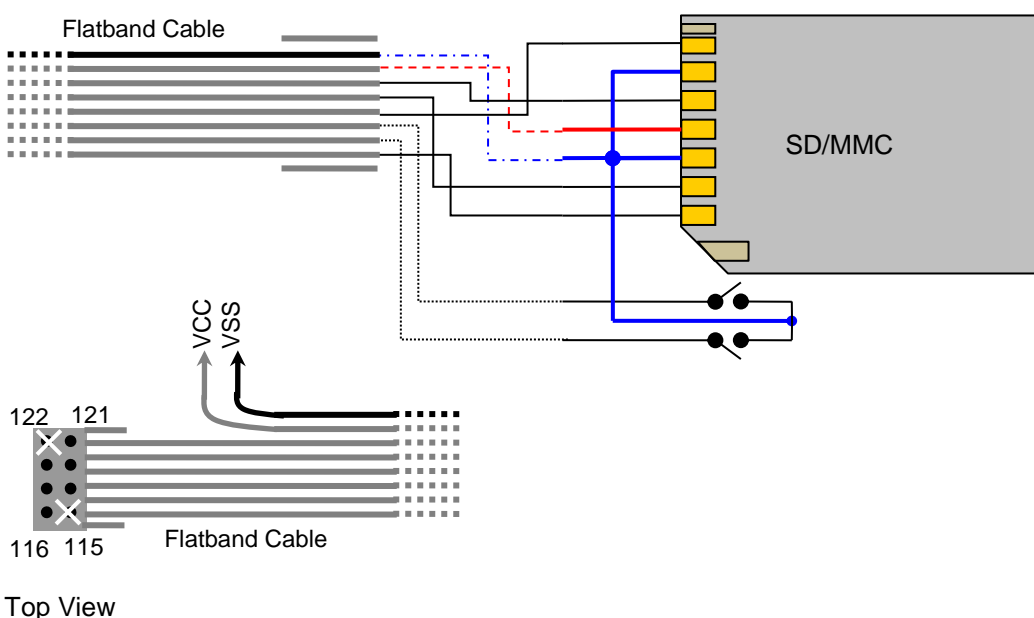 Flatband Cable
SD/MMC
VCC
VSS
122 121
116 115
Flatband Cable
Top View